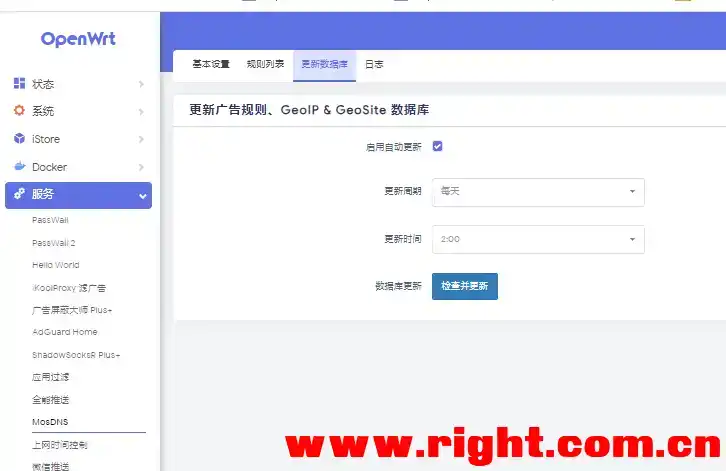 OpenWrt
基本设置 规则列表 更新数据库 日志
状态
系统
iStore
Docker
服务
PassWall
PassWall 2
Hello World
iKoolProxy 滤广告
广告屏蔽大师 Plus+
AdGuard Home
ShadowSocksR Plus+
应用过滤
全能推送
MosDNS
上网时间控制
微信推送
更新广告规则、GeoIP & GeoSite 数据库
启用自动更新
更新周期 每天
更新时间 2:00
数据库更新 检查并更新
www.right.com.cn